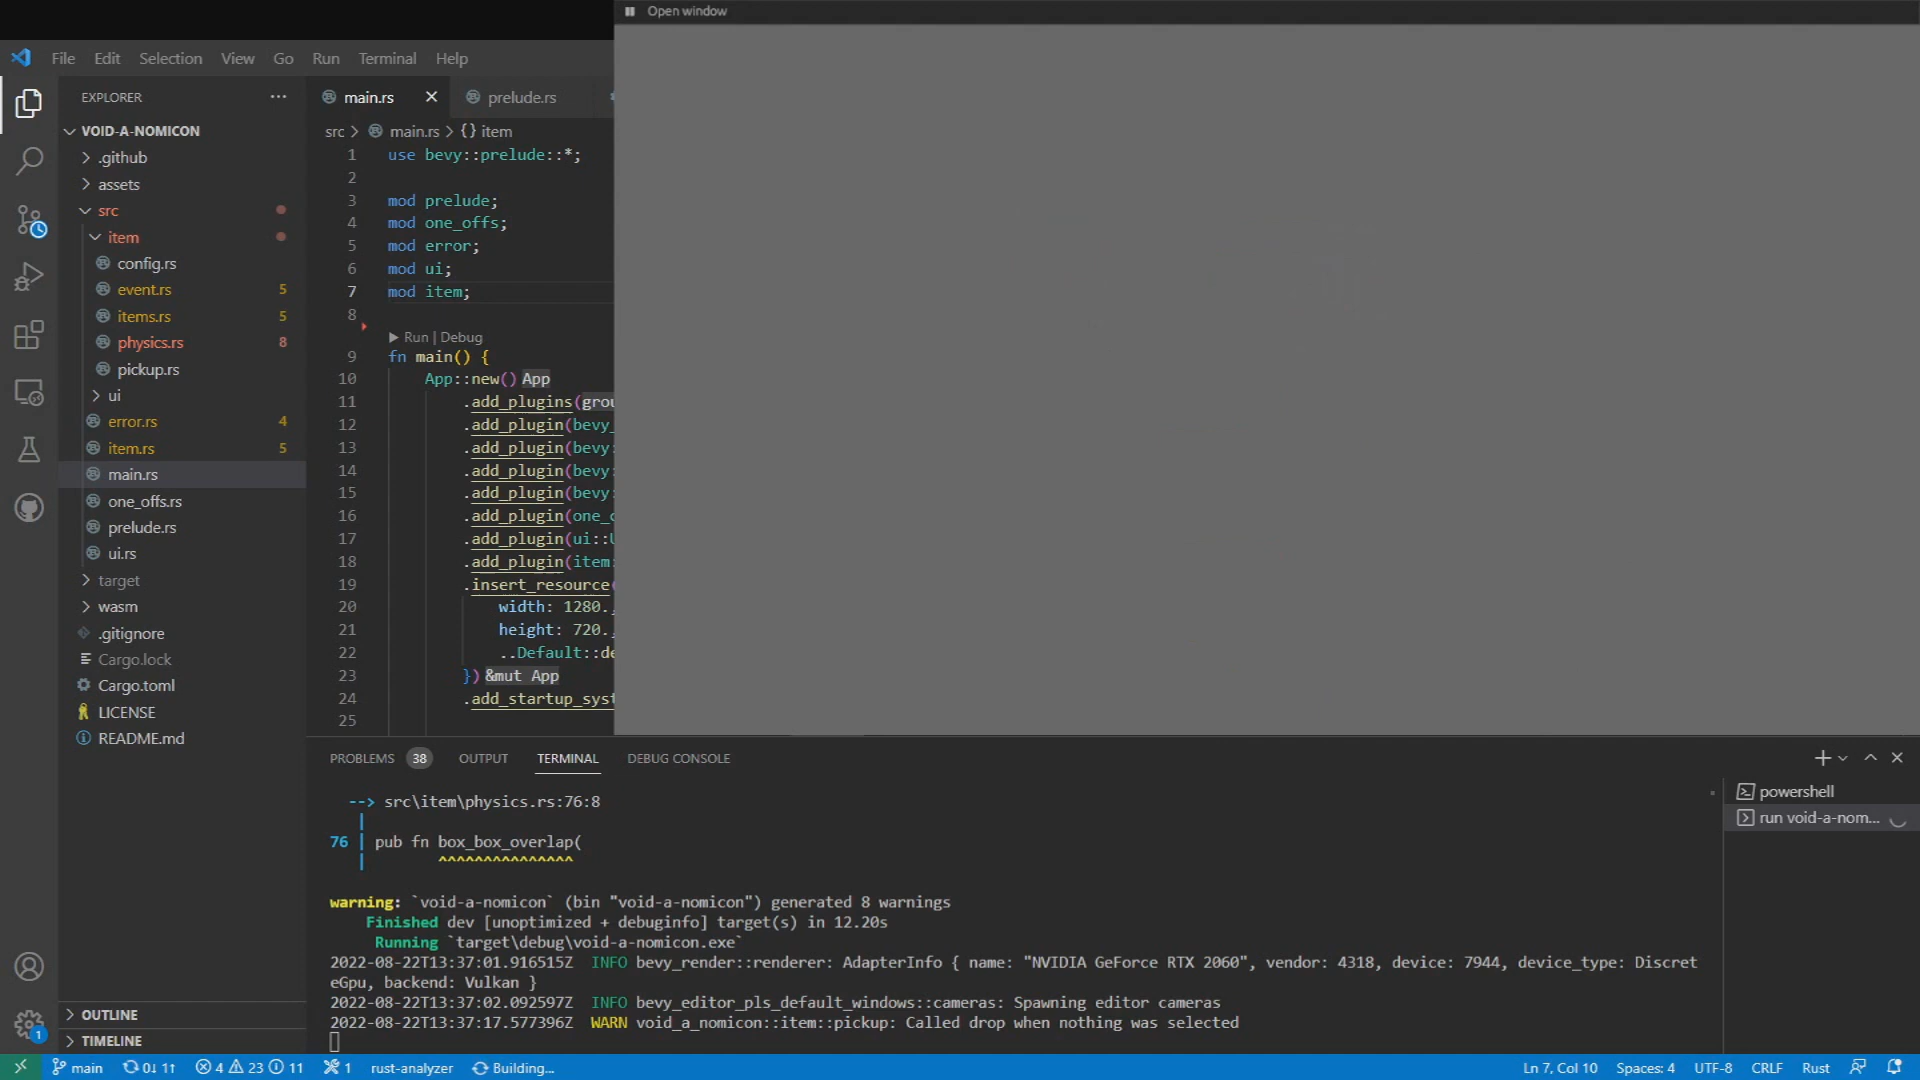 Open window
File Edit Selection View Go Run Terminal Help
EXPLORER
VOID-A-NOMICON
.github
assets
src
item
config.rs
event.rs 5
items.rs 5
physics.rs 8
pickup.rs
ui
error.rs 4
item.rs 5
main.rs
one_offs.rs
prelude.rs
ui.rs
target
wasm
.gitignore
Cargo.lock
Cargo.toml
LICENSE
README.md
OUTLINE
TIMELINE
main.rs prelude.rs
src > main.rs > {} item
1 use bevy::prelude::*;
2
3 mod prelude;
4 mod one_offs;
5 mod error;
6 mod ui;
7 mod item;
8
Run | Debug
9 fn main() {
10 App::new() App
11 .add_plugins(grou
12 .add_plugin(bevy_
13 .add_plugin(bevy:
14 .add_plugin(bevy:
15 .add_plugin(bevy:
16 .add_plugin(one_o
17 .add_plugin(ui::U
18 .add_plugin(item:
19 .insert_resource(
20 width: 1280.,
21 height: 720.,
22 ..Default::de
23 }) &mut App
24 .add_startup_syst
25
PROBLEMS 38 OUTPUT TERMINAL DEBUG CONSOLE
--> src\item\physics.rs:76:8
|
76 | pub fn box_box_overlap(
| ^^^^^^^^^^^^^^^
warning: `void-a-nomicon` (bin "void-a-nomicon") generated 8 warnings
Finished dev [unoptimized + debuginfo] target(s) in 12.20s
Running `target\debug\void-a-nomicon.exe`
2022-08-22T13:37:01.916515Z INFO bevy_render::renderer: AdapterInfo { name: "NVIDIA GeForce RTX 2060", vendor: 4318, device: 7944, device_type: Discret
eGpu, backend: Vulkan }
2022-08-22T13:37:02.092597Z INFO bevy_editor_pls_default_windows::cameras: Spawning editor cameras
2022-08-22T13:37:17.577396Z WARN void_a_nomicon::item::pickup: Called drop when nothing was selected
powershell
run void-a-nom...
1
main 0↓ 1↑ 4 23 11 1 rust-analyzer Building... Ln 7, Col 10 Spaces: 4 UTF-8 CRLF Rust